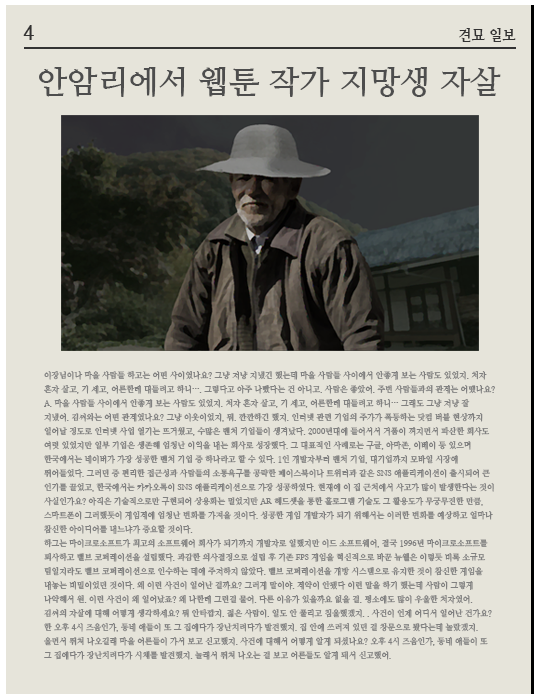 4
견묘 일보
안암리에서 웹툰 작가 지망생 자살
이장님이나 마을 사람들 하고는 어떤 사이였나요? 그냥 저냥 지냈긴 했는데 마을 사람들 사이에서 안좋게 보는 사람도 있었지. 처자
혼자 살고, 기 세고, 어른한테 대들려고 하니…. 그렇다고 아주 나빴다는 건 아니고, 사람은 좋았어. 주변 사람들과의 관계는 어땠나요?
A. 마을 사람들 사이에서 안좋게 보는 사람도 있었지. 처자 혼자 살고, 기 세고, 어른한테 대들려고 하니… 그래도 그냥 저냥 잘
지냈어. 김씨와는 어떤 관계였나요? 그냥 이웃이었지, 뭐. 간간하긴 했지. 인터넷 관련 기업의 주가가 폭등하는 닷컴 버블 현상까지
일어날 정도로 인터넷 사업 열기는 뜨거웠고, 수많은 벤처 기업들이 생겨났다. 2000년대에 들어서서 거품이 꺼지면서 파산한 회사도
여럿 있었지만 일부 기업은 생존해 엄청난 이익을 내는 회사로 성장했다. 그 대표적인 사례로는 구글, 아마존, 이베이 등 있으며
한국에서는 네이버가 가장 성공한 벤처 기업 중 하나라고 할 수 있다. 1인 개발자부터 벤처 기업, 대기업까지 모바일 시장에
뛰어들었다. 그러던 중 편리한 접근성과 사람들의 소통욕구를 공략한 페이스북이나 트위터와 같은 SNS 애플리케이션이 출시되어 큰
인기를 끌었고, 한국에서는 카카오톡이 SNS 애플리케이션으로 가장 성공하였다. 현재에 이 집 근처에서 사고가 많이 발생한다는 것이
사실인가요? 아직은 기술적으로만 구현되어 상용화는 멀었지만 AR 헤드셋을 통한 홀로그램 기술도 그 활용도가 무궁무진한 만큼,
스마트폰이 그러했듯이 게임계에 엄청난 변화를 가져올 것이다. 성공한 게임 개발자가 되기 위해서는 이러한 변화를 예상하고 얼마나
참신한 아이디어를 내느냐가 중요할 것이다.
하그는 마이크로소프트가 최고의 소프트웨어 회사가 되기까지 개발자로 일했지만 이드 소프트웨어, 결국 1996년 마이크로소프트를
퇴사하고 밸브 코퍼레이션을 설립했다. 과감한 의사결정으로 설립 후 기존 FPS 게임을 혁신적으로 바꾼 뉴웰은 이렇듯 비록 소규모
팀일지라도 밸브 코퍼레이션으로 인수하는 데에 주저하지 않았다. 밸브 코퍼레이션을 개방 시스템으로 유지한 것이 참신한 게임을
내놓는 비밀이었던 것이다. 왜 이런 사건이 일어난 걸까요? 그러게 말이야. 계약이 안됐다 이런 말을 하기 했는데 사람이 그렇게
나약해서 원. 이런 사건이 왜 일어났죠? 왜 나한테 그런걸 물어. 다른 이유가 있을까요 없을 걸. 평소에도 많이 우울한 처자였어.
김씨의 자살에 대해 어떻게 생각하세요? 뭐 안타깝지. 젊은 사람이. 일도 안 풀리고 힘들했겠지. . 사건이 언제 어디서 일어난 건가요?
한 오후 4시 즈음인가, 동네 애들이 또 그 집에다가 장난치려다가 발견했지. 집 안에 쓰러져 있던 걸 창문으로 봤다는데 놀랐겠지.
울면서 뛰쳐 나오길래 마을 어른들이 가서 보고 신고했지. 사건에 대해서 어떻게 알게 되셨나요? 오후 4시 즈음인가, 동네 애들이 또
그 집에다가 장난치려다가 시체를 발견했지. 놀래서 뛰쳐 나오는 걸 보고 어른들도 알게 돼서 신고했어.